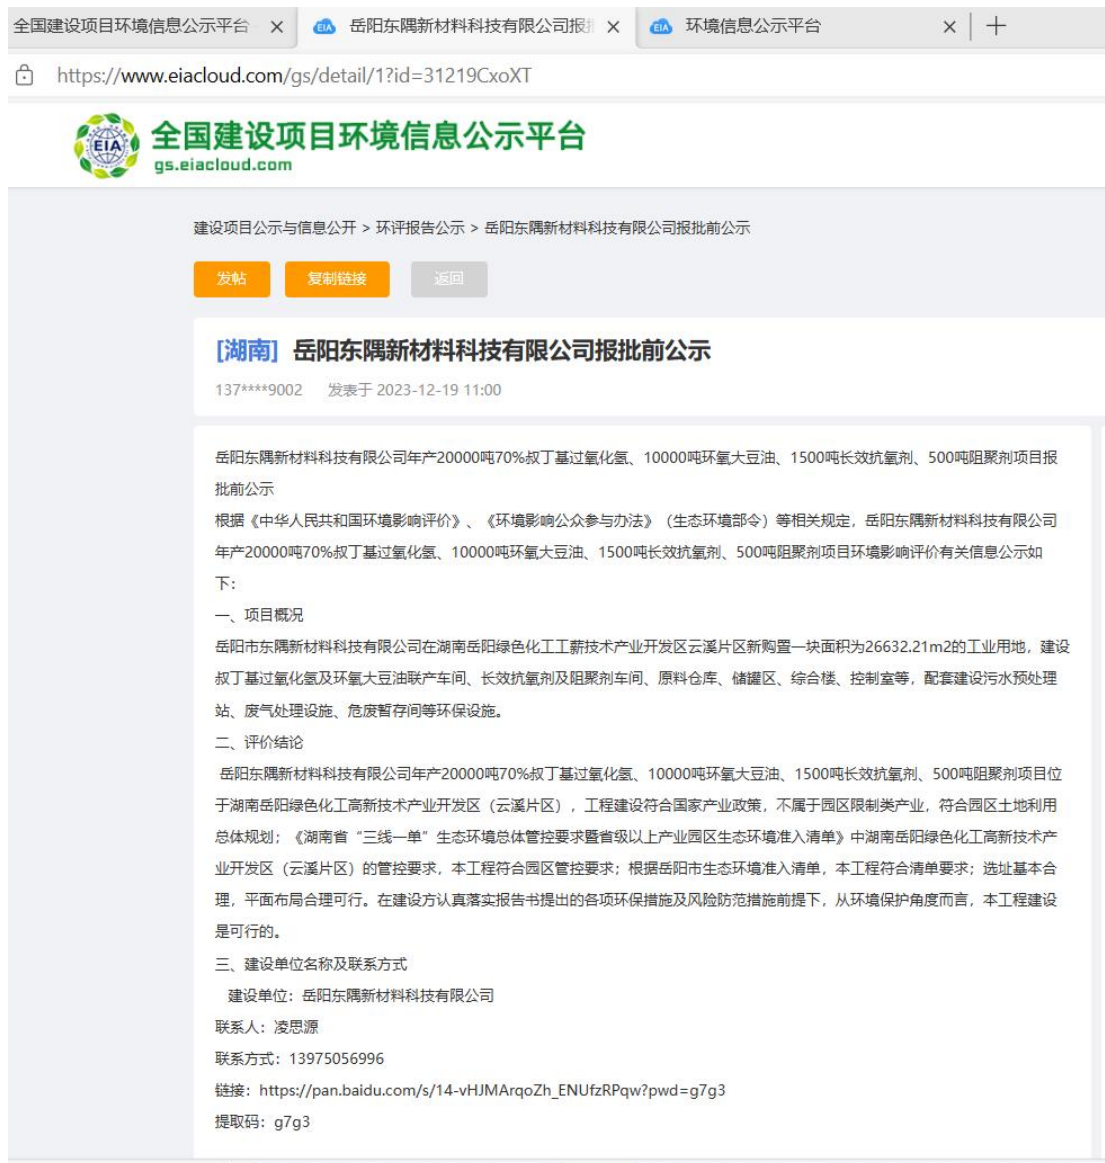 全国建设项目环境信息公示平台
岳阳东隅新材料科技有限公司报
环境信息公示平台
https://www.eiacloud.com/gs/detail/1?id=31219CxoXT
EIA
全国建设项目环境信息公示平台
gs.eiacloud.com
建设项目公示与信息公开 > 环评报告公示 > 岳阳东隅新材料科技有限公司报批前公示
发帖 复制链接 返回
[湖南] 岳阳东隅新材料科技有限公司报批前公示
137****9002 发表于 2023-12-19 11:00
岳阳东隅新材料科技有限公司年产20000吨70%叔丁基过氧化氢、10000吨环氧大豆油、1500吨长效抗氧剂、500吨阻聚剂项目报
批前公示
根据《中华人民共和国环境影响评价》、《环境影响公众参与办法》（生态环境部令）等相关规定，岳阳东隅新材料科技有限公司
年产20000吨70%叔丁基过氧化氢、10000吨环氧大豆油、1500吨长效抗氧剂、500吨阻聚剂项目环境影响评价有关信息公示如
下：
一、项目概况
岳阳市东隅新材料科技有限公司在湖南岳阳绿色化工工薪技术产业开发区云溪片区新购置一块面积为26632.21m2的工业用地，建设
叔丁基过氧化氢及环氧大豆油联产车间、长效抗氧剂及阻聚剂车间、原料仓库、储罐区、综合楼、控制室等，配套建设污水预处理
站、废气处理设施、危废暂存间等环保设施。
二、评价结论
岳阳东隅新材料科技有限公司年产20000吨70%叔丁基过氧化氢、10000吨环氧大豆油、1500吨长效抗氧剂、500吨阻聚剂项目位
于湖南岳阳绿色化工高新技术产业开发区（云溪片区），工程建设符合国家产业政策，不属于园区限制类产业，符合园区土地利用
总体规划；《湖南省“三线一单”生态环境总体管控要求暨省级以上产业园区生态环境准入清单》中湖南岳阳绿色化工高新技术产
业开发区（云溪片区）的管控要求，本工程符合园区管控要求；根据岳阳市生态环境准入清单，本工程符合清单要求；选址基本合
理，平面布局合理可行。在建设方认真落实报告书提出的各项环保措施及风险防范措施前提下，从环境保护角度而言，本工程建设
是可行的。
三、建设单位名称及联系方式
建设单位：岳阳东隅新材料科技有限公司
联系人：凌思源
联系方式：13975056996
链接：https://pan.baidu.com/s/14-vHJMArqoZh_ENUfzRPqw?pwd=g7g3
提取码：g7g3